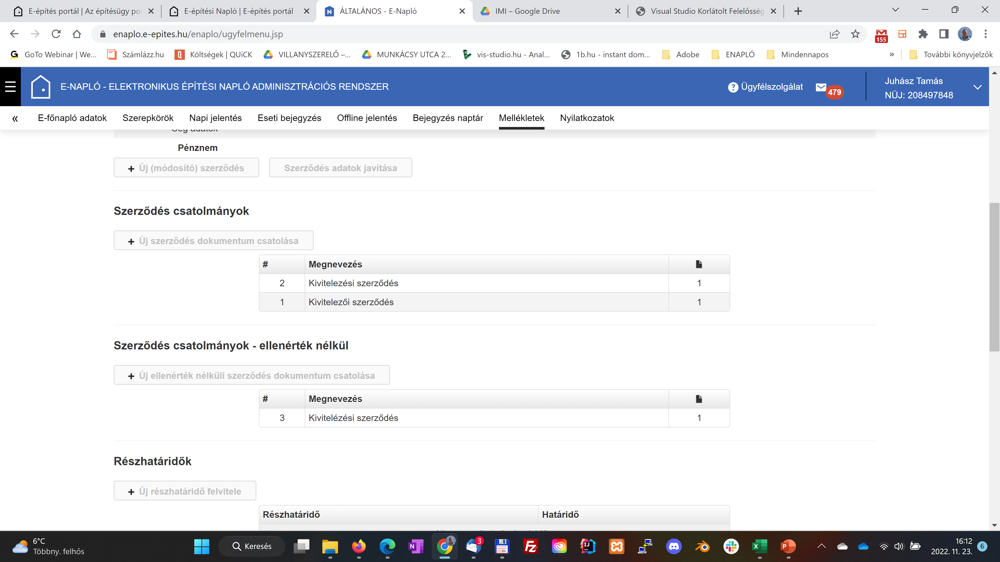 E-építés portál | Az építésügy por
E-építési Napló | E-építés portál
ÁLTALÁNOS - E-Napló
IMI – Google Drive
Visual Studio Korlátolt Felelősség
enaplo.e-epites.hu/enaplo/ugyfelmenu.jsp
155
GoTo Webinar | We...
Számlázz.hu
Költségek | QUiCK
VILLANYSZERELŐ –...
MUNKÁCSY UTCA 2...
vis-studio.hu - Anal...
1b.hu - instant dom...
Adobe
ENAPLÓ
Mindennapos
»
További könyvjelzők
E-NAPLÓ - ELEKTRONIKUS ÉPÍTÉSI NAPLÓ ADMINISZTRÁCIÓS RENDSZER
? Ügyfélszolgálat
479
Juhász Tamás
NÜJ: 208497848
«
E-főnapló adatok
Szerepkörök
Napi jelentés
Eseti bejegyzés
Offline jelentés
Bejegyzés naptár
Mellékletek
Nyilatkozatok
Cég adatok
Pénznem
+ Új (módosító) szerződés
Szerződés adatok javítása
Szerződés csatolmányok
+ Új szerződés dokumentum csatolása
# Megnevezés
2 Kivitelezési szerződés 1
1 Kivitelezői szerződés 1
Szerződés csatolmányok - ellenérték nélkül
+ Új ellenérték nélküli szerződés dokumentum csatolása
# Megnevezés
3 Kivitelézési szerződés 1
Részhatáridők
+ Új részhatáridő felvitele
Részhatáridő Határidő
6°C
Többny. felhős
Keresés
3
16:12
2022. 11. 23.
6